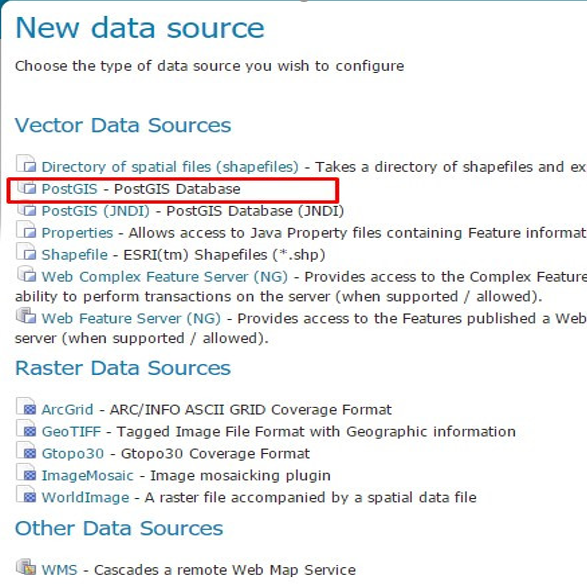 New data source
Choose the type of data source you wish to configure
Vector Data Sources
Directory of spatial files (shapefiles) - Takes a directory of shapefiles and ex
PostGIS - PostGIS Database
PostGIS (JNDI) - PostGIS Database (JNDI)
Properties - Allows access to Java Property files containing Feature informat
Shapefile - ESRI(tm) Shapefiles (*.shp)
Web Complex Feature Server (NG) - Provides access to the Complex Feature
ability to perform transactions on the server (when supported / allowed).
Web Feature Server (NG) - Provides access to the Features published a Web
server (when supported / allowed).
Raster Data Sources
ArcGrid - ARC/INFO ASCII GRID Coverage Format
GeoTIFF - Tagged Image File Format with Geographic information
Gtopo30 - Gtopo30 Coverage Format
ImageMosaic - Image mosaicking plugin
WorldImage - A raster file accompanied by a spatial data file
Other Data Sources
WMS - Cascades a remote Web Map Service